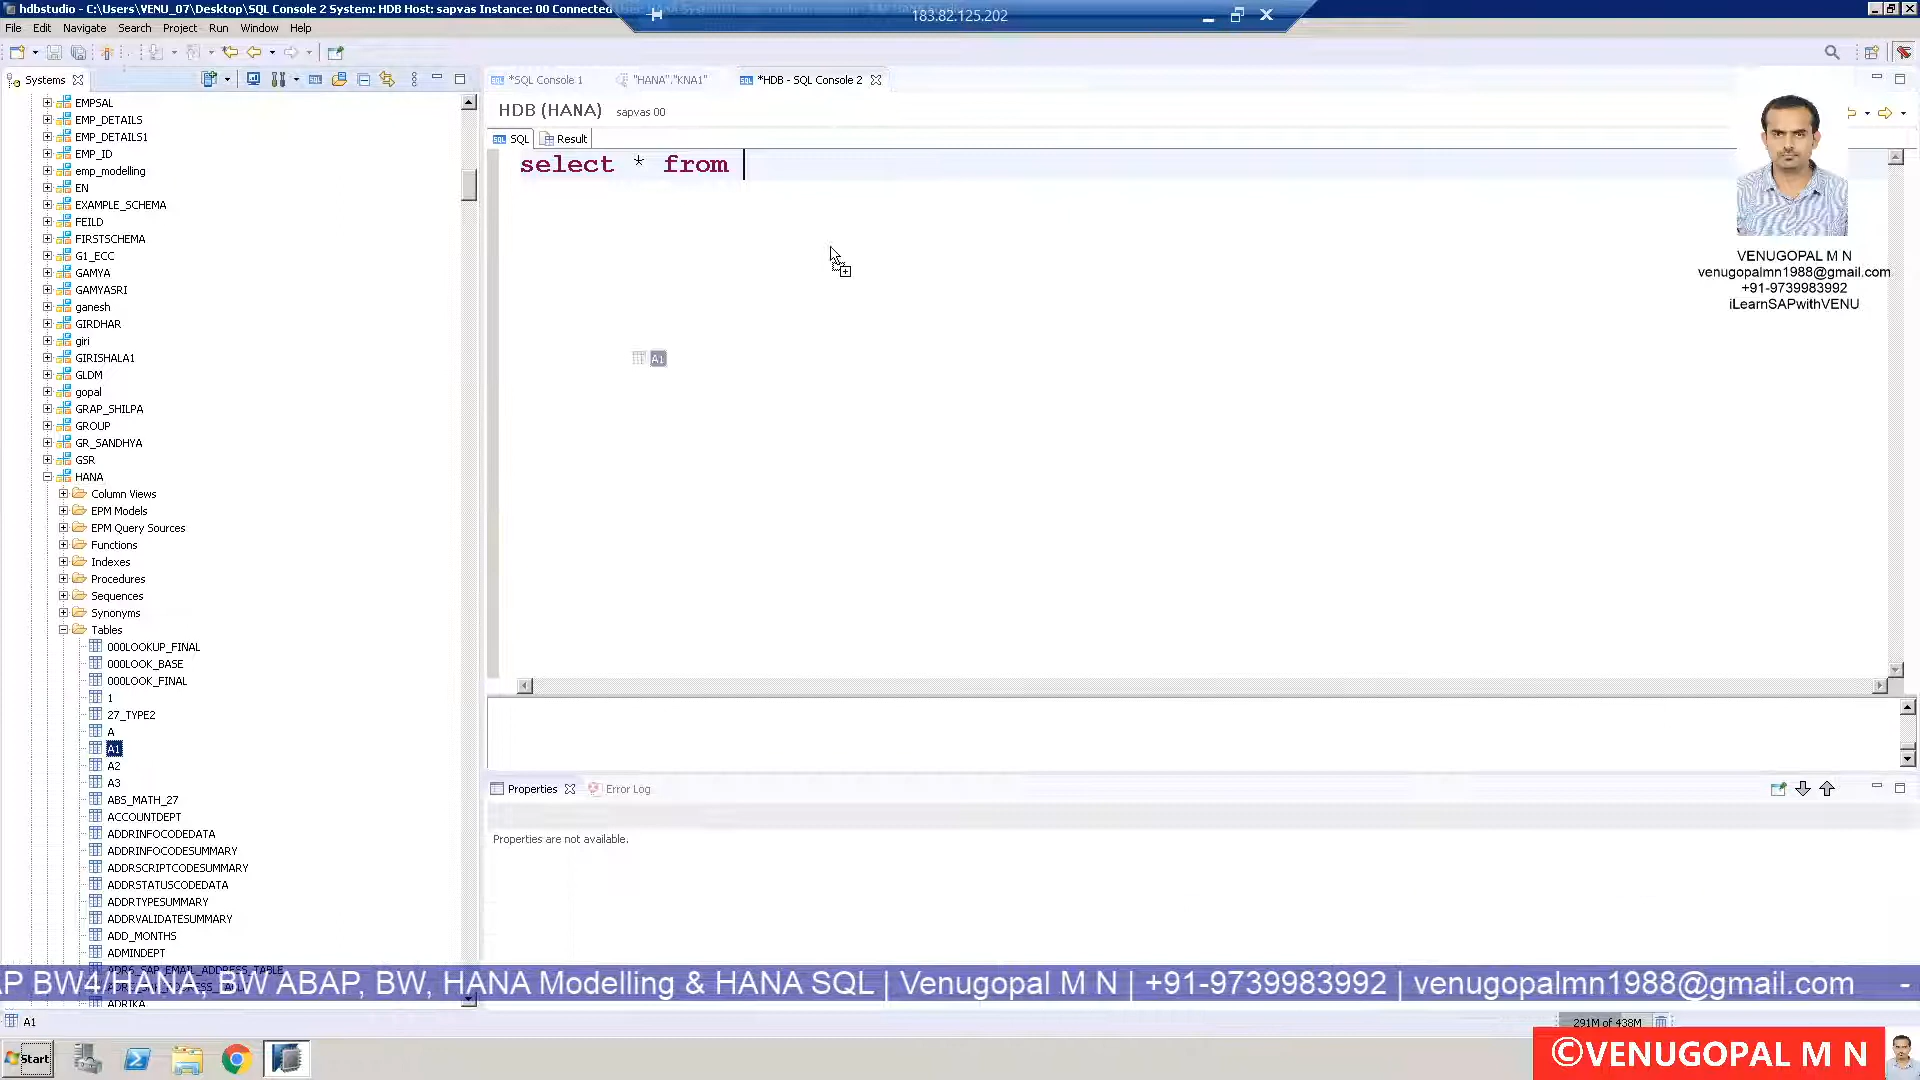 hdbstudio - C:\Users\VENU_07\Desktop\SQL Console 2 System: HDB Host: sapvas Instance: 00 Connected
183.82.125.202
File Edit Navigate Search Project Run Window Help
Systems
*SQL Console 1
"HANA"."KNA1"
*HDB - SQL Console 2
HDB (HANA) sapvas 00
SQL Result
select * from
A1
VENUGOPAL M N
venugopalmn1988@gmail.com
+91-9739983992
iLearnSAPwithVENU
EMPSAL
EMP_DETAILS
EMP_DETAILS1
EMP_ID
emp_modelling
EN
EXAMPLE_SCHEMA
FEILD
FIRSTSCHEMA
G1_ECC
GAMYA
GAMYASRI
ganesh
GIRDHAR
giri
GIRISHALA1
GLDM
gopal
GRAP_SHILPA
GROUP
GR_SANDHYA
GSR
HANA
Column Views
EPM Models
EPM Query Sources
Functions
Indexes
Procedures
Sequences
Synonyms
Tables
000LOOKUP_FINAL
000LOOK_BASE
000LOOK_FINAL
1
27_TYPE2
A
A1
A2
A3
ABS_MATH_27
ACCOUNTDEPT
ADDRINFOCODEDATA
ADDRINFOCODESUMMARY
ADDRSCRIPTCODESUMMARY
ADDRSTATUSCODEDATA
ADDRTYPESUMMARY
ADDRVALIDATESUMMARY
ADD_MONTHS
ADMINDEPT
ADR6_SAP_EMAIL_ADDRESS_TABLE
ADRIKA
Properties Error Log
Properties are not available.
AP BW4/HANA, BW ABAP, BW, HANA Modelling & HANA SQL | Venugopal M N | +91-9739983992 | venugopalmn1988@gmail.com -
A1
291M of 438M
Start
©VENUGOPAL M N